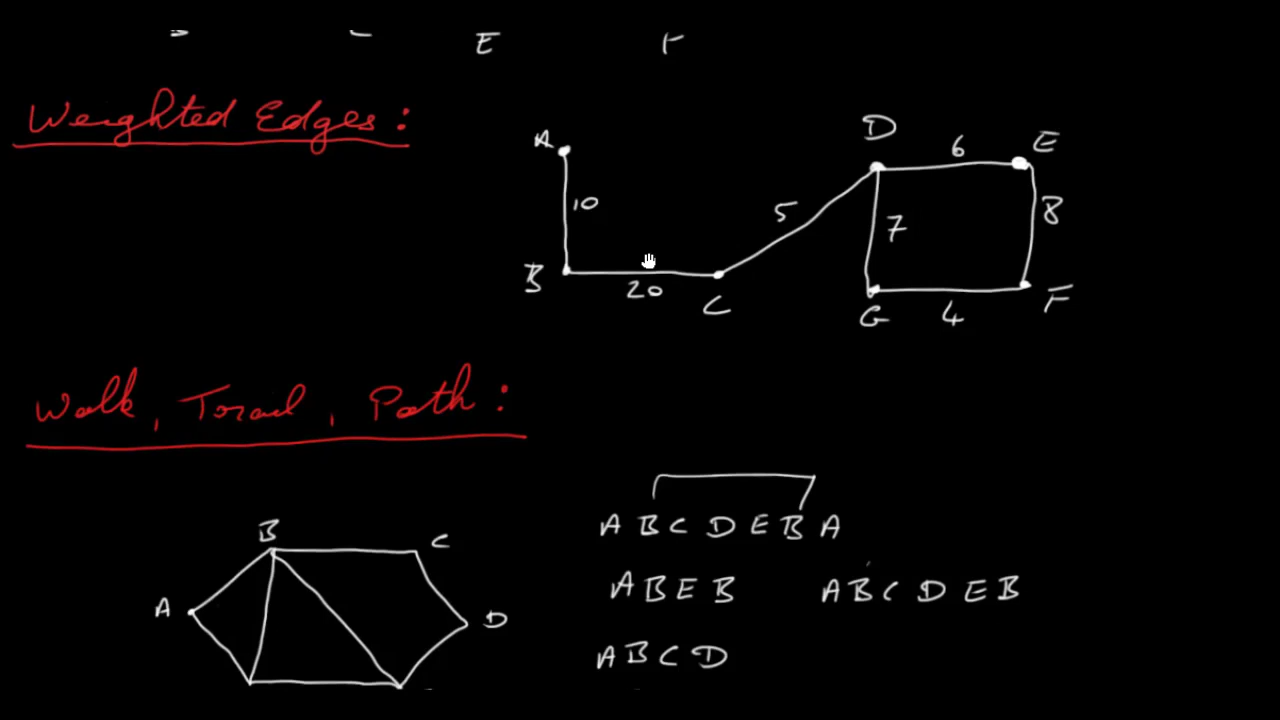 E
Weighted Edges:
A
D
E
6
10
5
7
8
B
20
C
G
4
F
Walk, Trail, Path:
B
C
A
D
A B C D E B A
A B E B
A B C D E B
A B C D